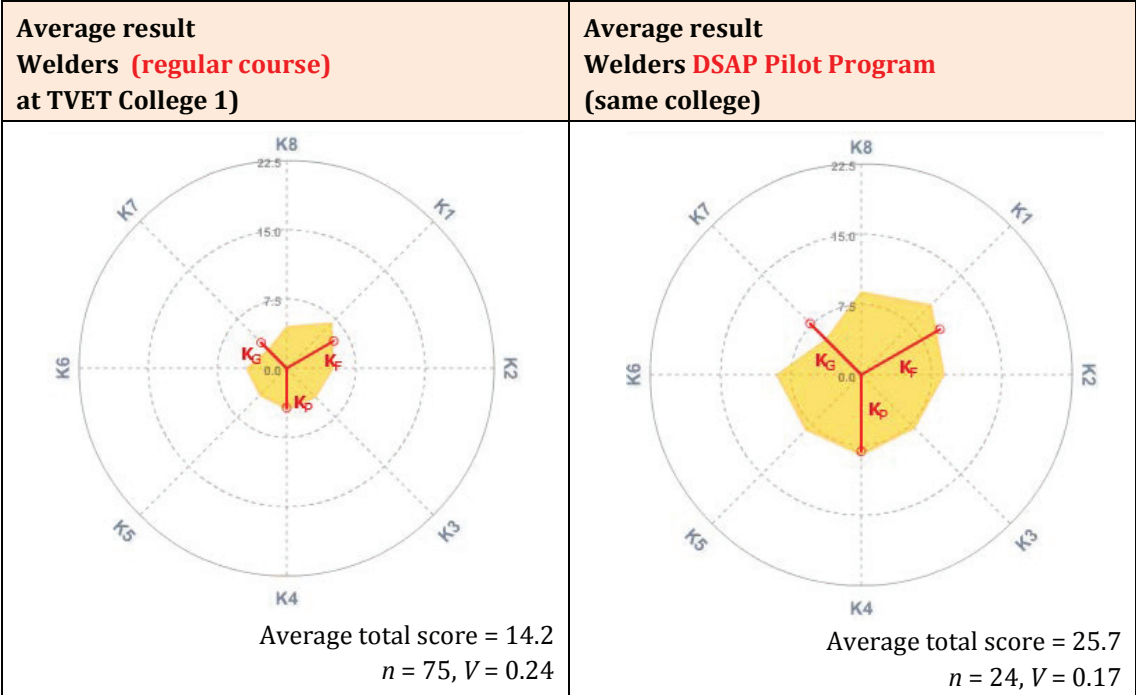 Average result
Welders (regular course)
at TVET College 1)
Average result
Welders DSAP Pilot Program
(same college)
K8
22.5
K7
K1
15.0
7.5
KG
KF
K6
0.0
K2
KP
K5
K3
K4
Average total score = 14.2
n = 75, V = 0.24
K8
22.5
K7
K1
15.0
7.5
KG
KF
K6
0.0
K2
KP
K5
K3
K4
Average total score = 25.7
n = 24, V = 0.17